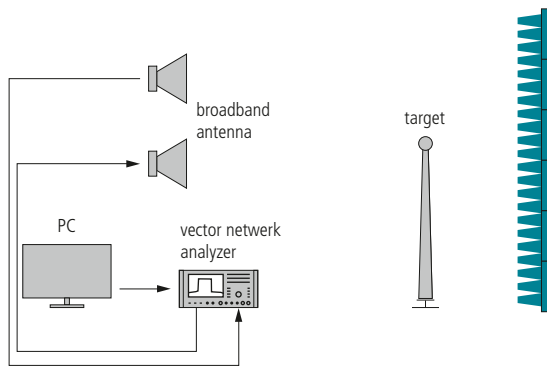 broadband
antenna
target
PC
vector netwerk
analyzer